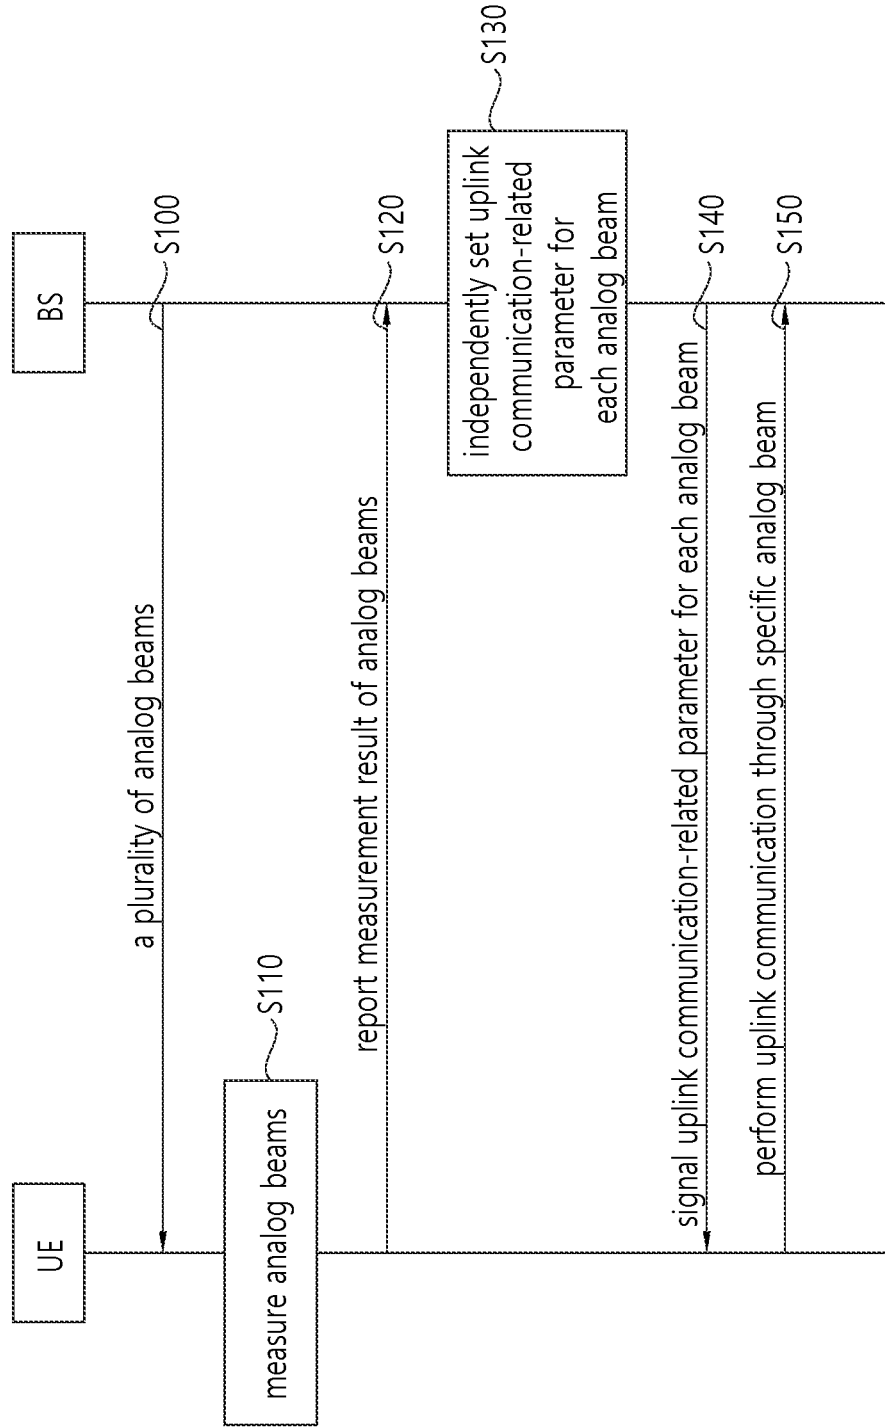 UE
BS
a plurality of analog beams
S100
measure analog beams
S110
report measurement result of analog beams
S120
independently set uplink
communication-related
parameter for
each analog beam
S130
signal uplink communication-related parameter for each analog beam
S140
perform uplink communication through specific analog beam
S150